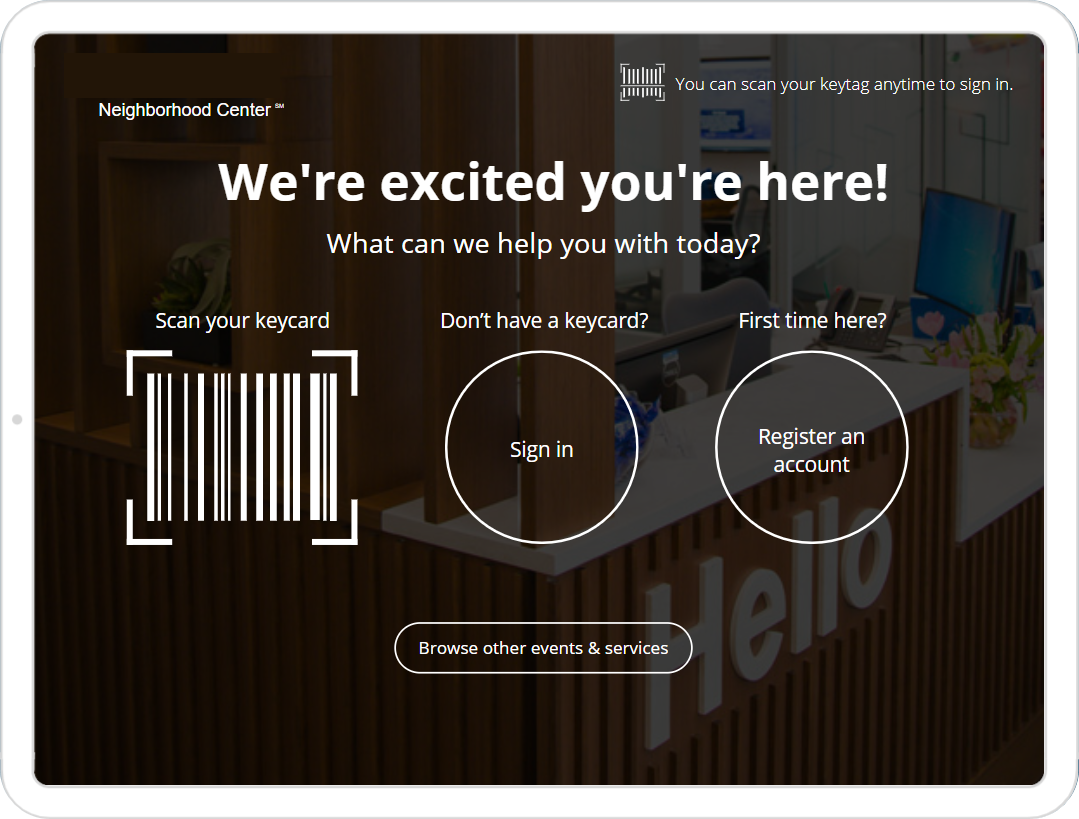 You can scan your keytag anytime to sign in.
Neighborhood Center ℠
We're excited you're here!
What can we help you with today?
Scan your keycard
Don’t have a keycard?
First time here?
Sign in
Register an
account
Hello
Browse other events & services